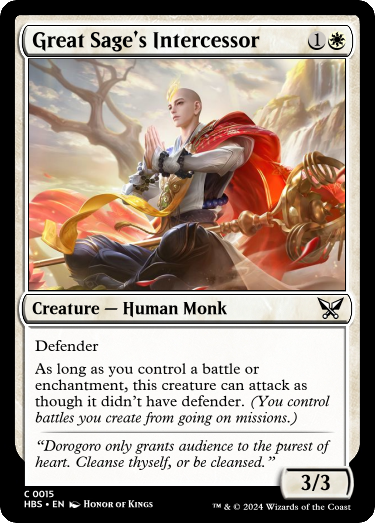 Great Sage's Intercessor 1
Creature — Human Monk
Defender
As long as you control a battle or
enchantment, this creature can attack as
though it didn't have defender. (You control
battles you create from going on missions.)
“Dorogoro only grants audience to the purest of
heart. Cleanse thyself, or be cleansed.”
3/3
C 0015
HBS • EN Honor of Kings
™ & © 2024 Wizards of the Coast